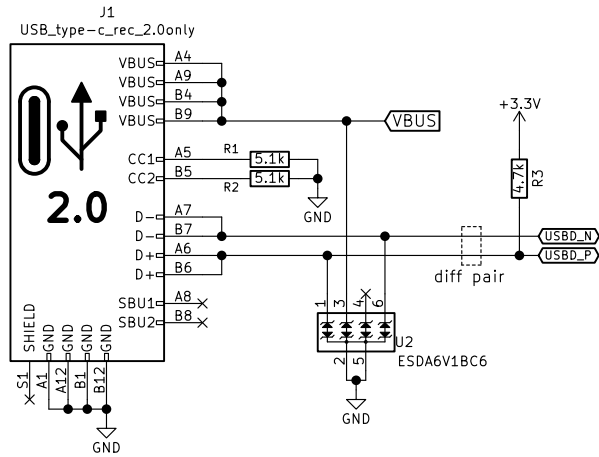 J1
USB_type-c_rec_2.0only
VBUS A4
VBUS A9
VBUS B4
VBUS B9
VBUS
+3.3V
CC1 A5 R1 5.1k
CC2 B5 R2 5.1k
4.7k R3
GND
2.0
D- A7
D- B7
USBD_N
D+ A6
USBD_P
D+ B6
diff pair
SBU1 A8
SBU2 B8
1 3 4 6
SHIELD GND GND GND GND
U2
2 5
ESDA6V1BC6
S1 A1 A12 B1 B12
GND
GND